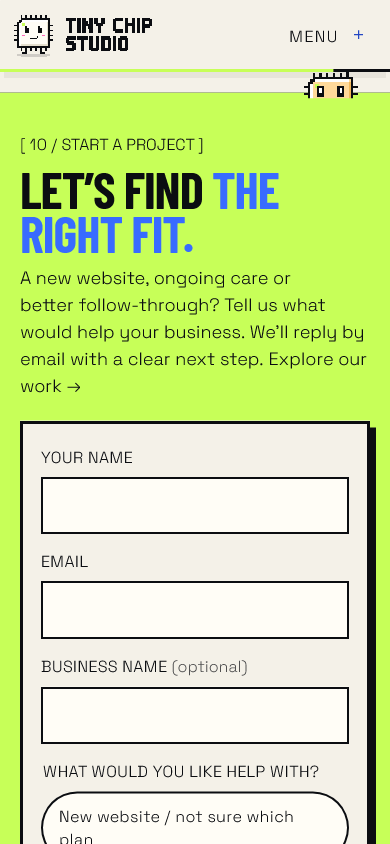 TINY CHIP
STUDIO
MENU +
[ 10 / START A PROJECT ]
LET’S FIND THE
RIGHT FIT.
A new website, ongoing care or
better follow-through? Tell us what
would help your business. We’ll reply by
email with a clear next step. Explore our
work →
YOUR NAME
EMAIL
BUSINESS NAME (optional)
WHAT WOULD YOU LIKE HELP WITH?
New website / not sure which
plan